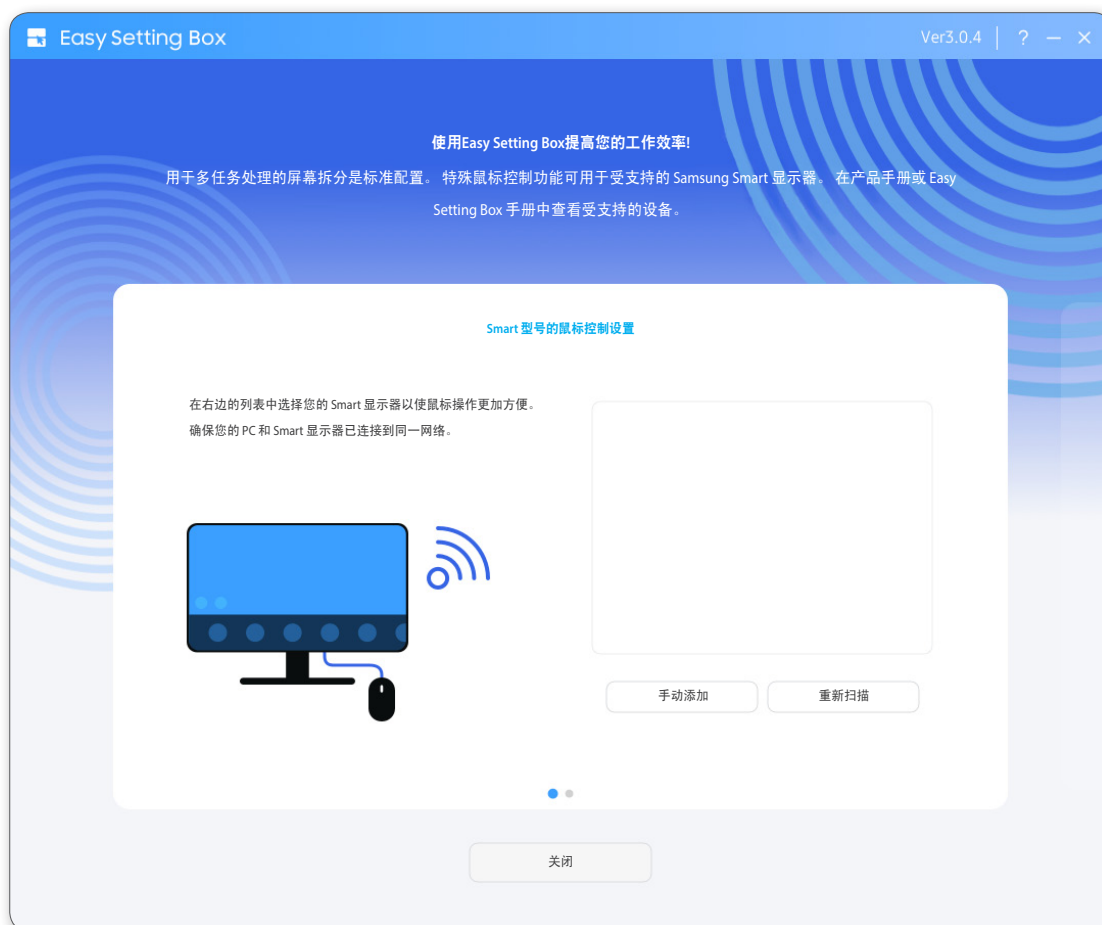 Easy Setting Box
Ver3.0.4 | ? — ×
使用Easy Setting Box提高您的工作效率!
用于多任务处理的屏幕拆分是标准配置。 特殊鼠标控制功能可用于受支持的 Samsung Smart 显示器。 在产品手册或 Easy
Setting Box 手册中查看受支持的设备。
Smart 型号的鼠标控制设置
在右边的列表中选择您的 Smart 显示器以使鼠标操作更加方便。
确保您的 PC 和 Smart 显示器已连接到同一网络。
手动添加
重新扫描
关闭